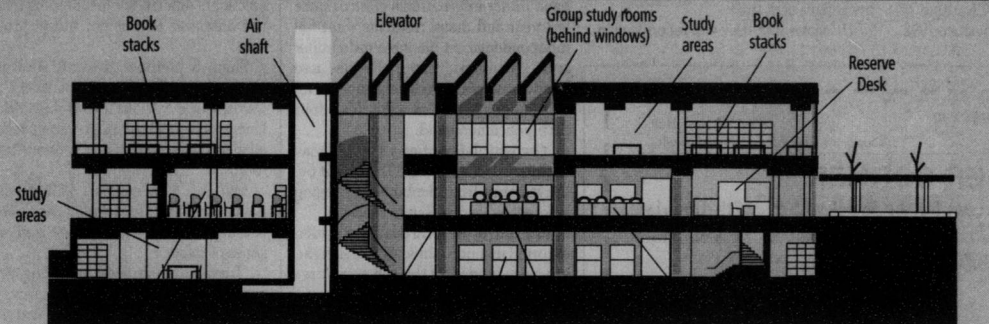 Book
stacks
Air
shaft
Elevator
Group study rooms
(behind windows)
Study
areas
Book
stacks
Reserve
Desk
Study
areas